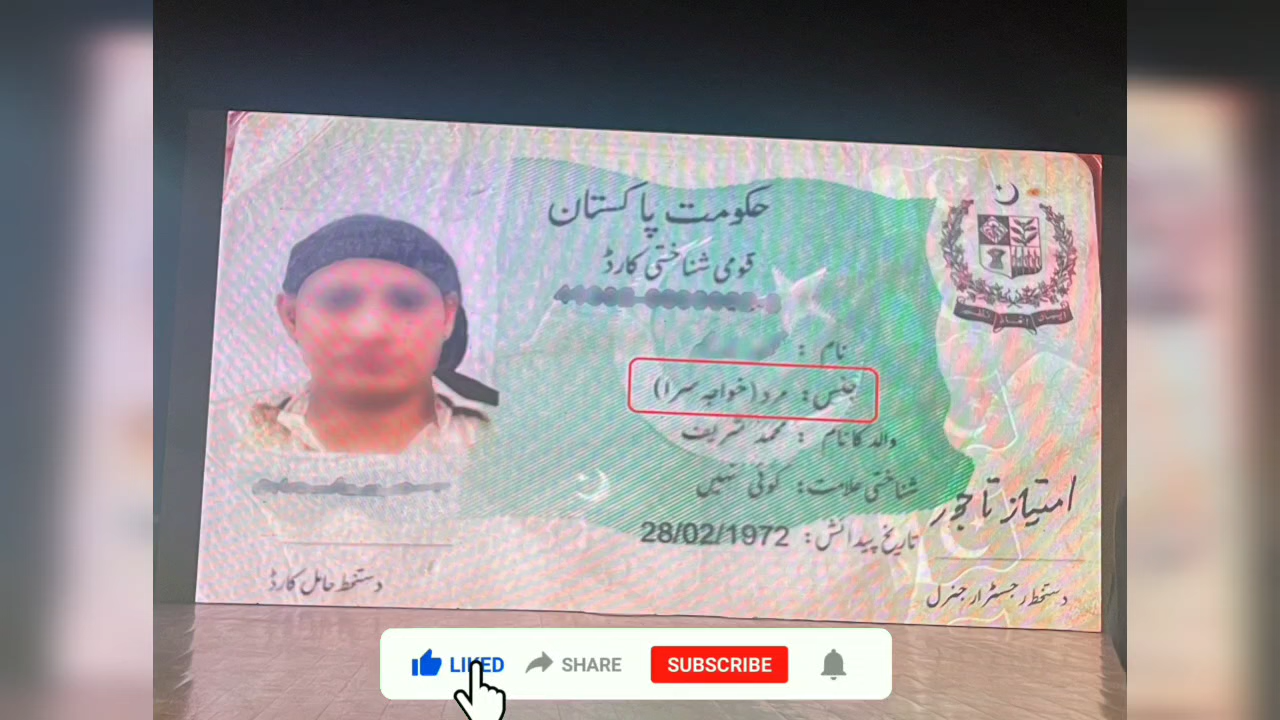 حکومت پاکستان
قومی شناختی کارڈ
نام :
جنس: مرد (خواجہ سرا)
والد کا نام : محمد شریف
شناختی علامت: کوئی نہیں
تاریخ پیدائش: 28/02/1972
امتیاز تاجور
دستخط رجسٹرار جنرل
دستخط حامل کارڈ
LIKED
SHARE
SUBSCRIBE